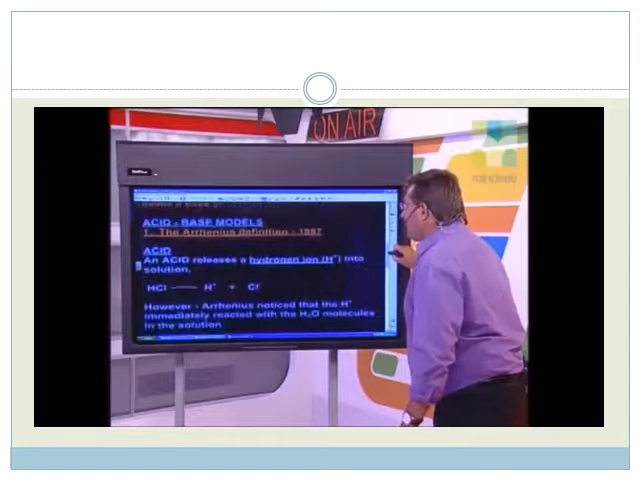 ON AIR
ACID - BASE MODELS
1. The Arrhenius definition - 1887
ACID
An ACID releases a hydrogen ion (H⁺) into
solution.
HCl —— H⁺ + Cl⁻
However - Arrhenius noticed that the H⁺
immediately reacted with the H₂O molecules
in the solution
mindset